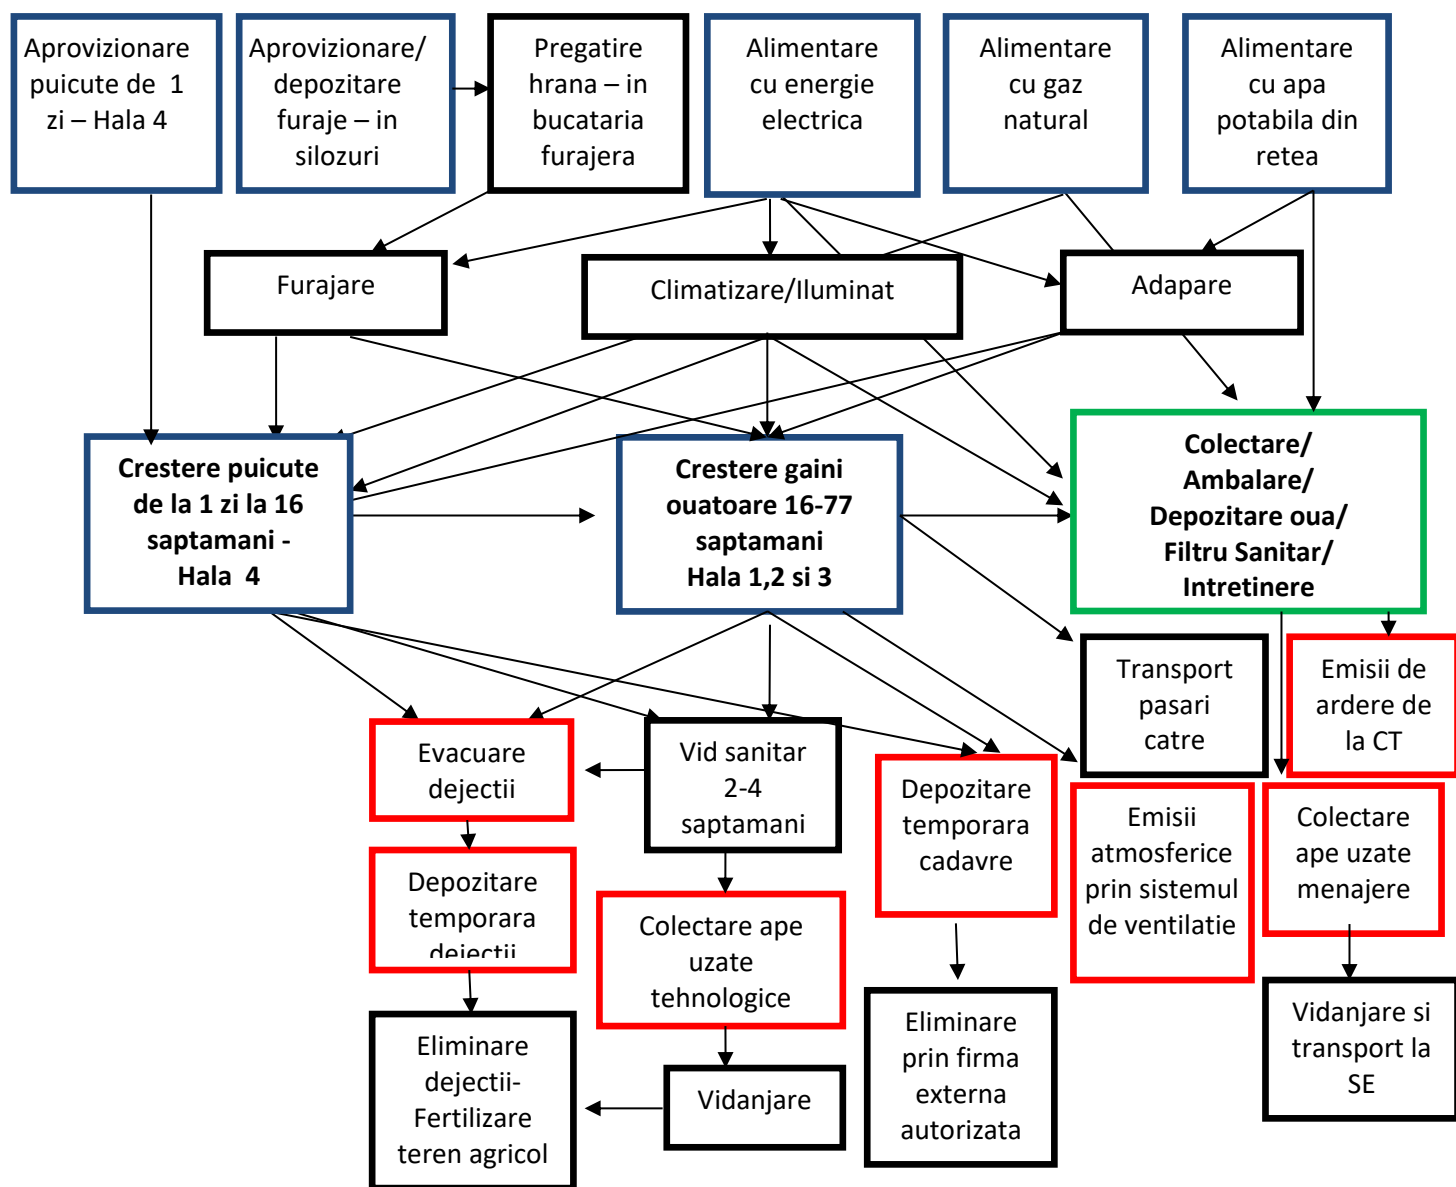 Aprovizionare
puicute de 1
zi – Hala 4
Aprovizionare/
depozitare
furaje – in
silozuri
Pregatire
hrana – in
bucataria
furajera
Alimentare
cu energie
electrica
Alimentare
cu gaz
natural
Alimentare
cu apa
potabila din
retea
Furajare
Climatizare/Iluminat
Adapare
Crestere puicute
de la 1 zi la 16
saptamani -
Hala 4
Crestere gaini
ouatoare 16-77
saptamani
Hala 1,2 si 3
Colectare/
Ambalare/
Depozitare oua/
Filtru Sanitar/
Intretinere
Transport
pasari
catre
Emisii de
ardere de
la CT
Evacuare
dejectii
Vid sanitar
2-4
saptamani
Depozitare
temporara
cadavre
Emisii
atmosferice
prin sistemul
de ventilatie
Colectare
ape uzate
menajere
Depozitare
temporara
dejectii
Colectare ape
uzate
tehnologice
Eliminare
prin firma
externa
autorizata
Vidanjare si
transport la
SE
Eliminare
dejectii-
Fertilizare
teren agricol
Vidanjare